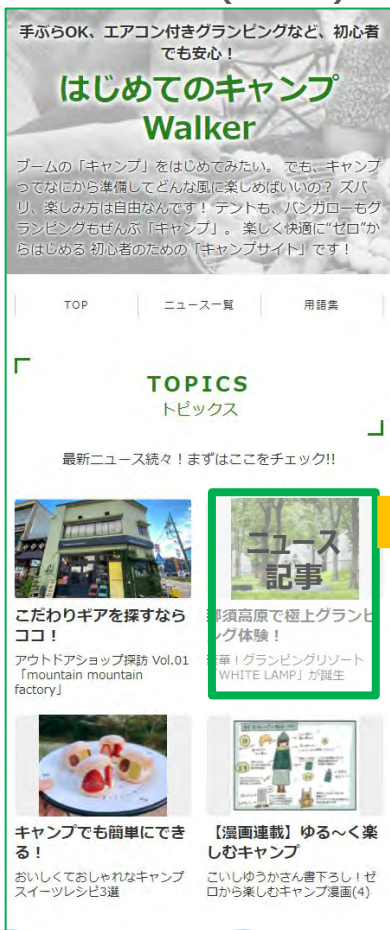 手ぶらOK、エアコン付きグランピングなど、初心者
でも安心！
はじめてのキャンプ
Walker
ブームの「キャンプ」をはじめてみたい。 でも、キャンプ
ってなにから準備してどんな風に楽しめばいいの？ ズバ
リ、楽しみ方は自由なんです！ テントも、バンガローもグ
ランピングもぜんぶ「キャンプ」。 楽しく快適に“ゼロ”か
らはじめる 初心者のための「キャンプサイト」です！
TOP
ニュース一覧
用語集
TOPICS
トピックス
最新ニュース続々！まずはここをチェック!!
ニュース
記事
こだわりギアを探すなら
ココ！
アウトドアショップ探訪 Vol.01
「mountain mountain
factory」
那須高原で極上グランピ
ング体験！
豪華！グランピングリゾート
「WHITE LAMP」が誕生
キャンプでも簡単にでき
る！
おいしくておしゃれなキャンプ
スイーツレシピ3選
【漫画連載】ゆる～く楽
しむキャンプ
こいしゆうかさん書下ろし！ゼ
ロから楽しむキャンプ漫画(4)